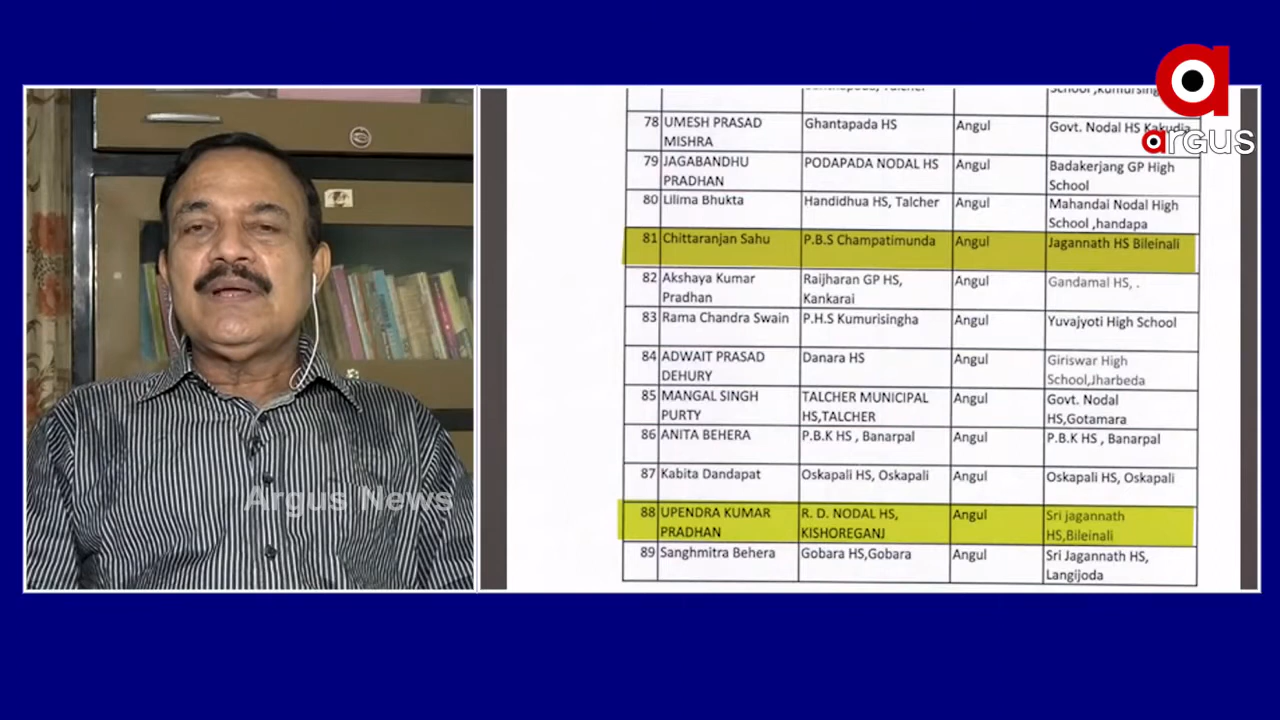 argus
Argus News
School ,Kumursing
78 UMESH PRASAD MISHRA Ghantapada HS Angul Govt. Nodal HS Kakudia
79 JAGABANDHU PRADHAN PODAPADA NODAL HS Angul Badakerjang GP High School
80 Lilima Bhukta Handidhua HS, Talcher Angul Mahandai Nodal High School ,handapa
81 Chittaranjan Sahu P.B.S Champatimunda Angul Jagannath HS Bileinali
82 Akshaya Kumar Pradhan Raijharan GP HS, Kankarai Angul Gandamal HS, .
83 Rama Chandra Swain P.H.S Kumurisingha Angul Yuvajyoti High School
84 ADWAIT PRASAD DEHURY Danara HS Angul Giriswar High School,Jharbeda
85 MANGAL SINGH PURTY TALCHER MUNICIPAL HS,TALCHER Angul Govt. Nodal HS,Gotamara
86 ANITA BEHERA P.B.K HS , Banarpal Angul P.B.K HS , Banarpal
87 Kabita Dandapat Oskapali HS, Oskapali Angul Oskapali HS, Oskapali
88 UPENDRA KUMAR PRADHAN R. D. NODAL HS, KISHOREGANJ Angul Sri jagannath HS,Bileinali
89 Sanghmitra Behera Gobara HS,Gobara Angul Sri Jagannath HS, Langijoda